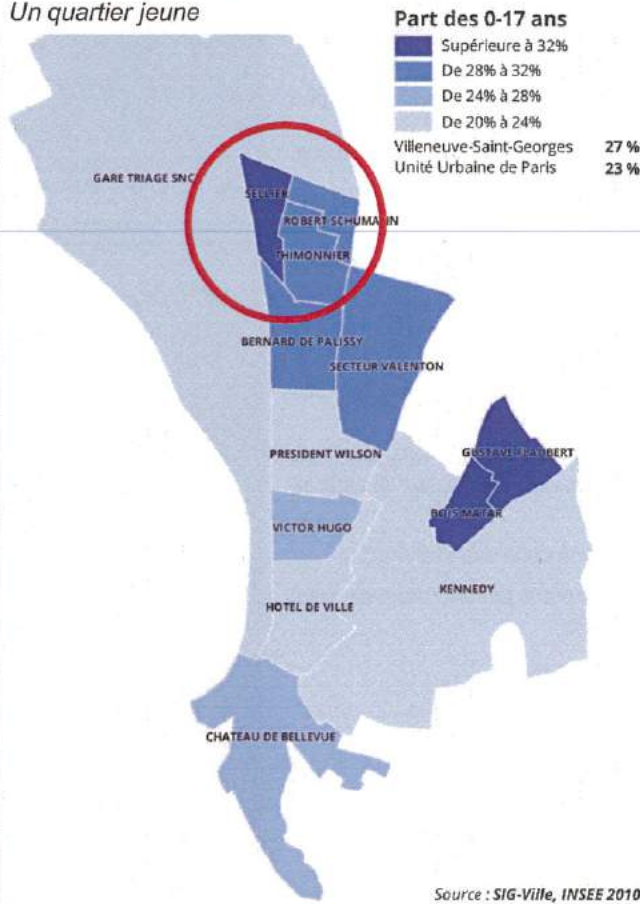 Un quartier jeune
Part des 0-17 ans
Supérieure à 32%
De 28% à 32%
De 24% à 28%
De 20% à 24%
Villeneuve-Saint-Georges 27 %
Unité Urbaine de Paris 23 %
GARE TRIAGE SNC
SELLIER
ROBERT SCHUMANN
THIMONNIER
BERNARD DE PALISSY
SECTEUR VALENTON
PRESIDENT WILSON
GUSTAVE FLAUBERT
BOIS MATAR
VICTOR HUGO
KENNEDY
HOTEL DE VILLE
CHATEAU DE BELLEVUE
Source : SIG-Ville, INSEE 2010